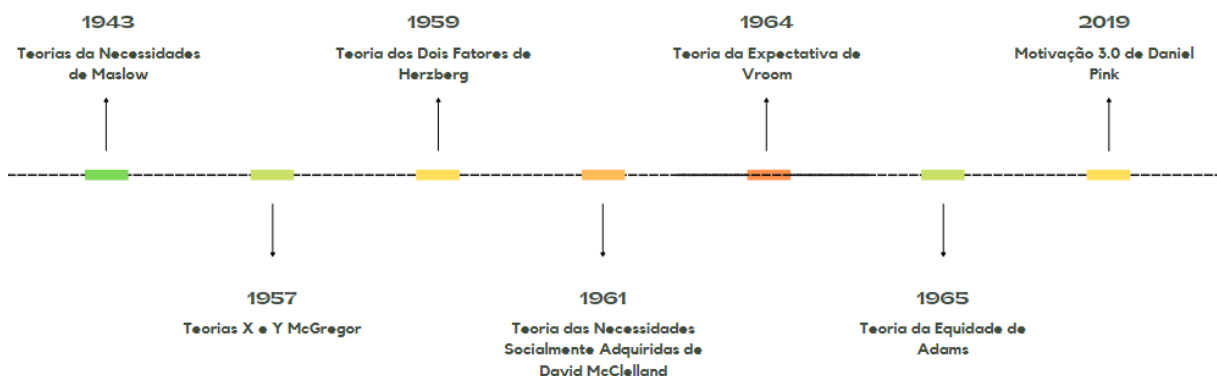 1943
Teorias da Necessidades
de Maslow
1959
Teoria dos Dois Fatores de
Herzberg
1964
Teoria da Expectativa de
Vroom
2019
Motivação 3.0 de Daniel
Pink
1957
Teorias X e Y McGregor
1961
Teoria das Necessidades
Socialmente Adquiridas de
David McClelland
1965
Teoria da Equidade de
Adams